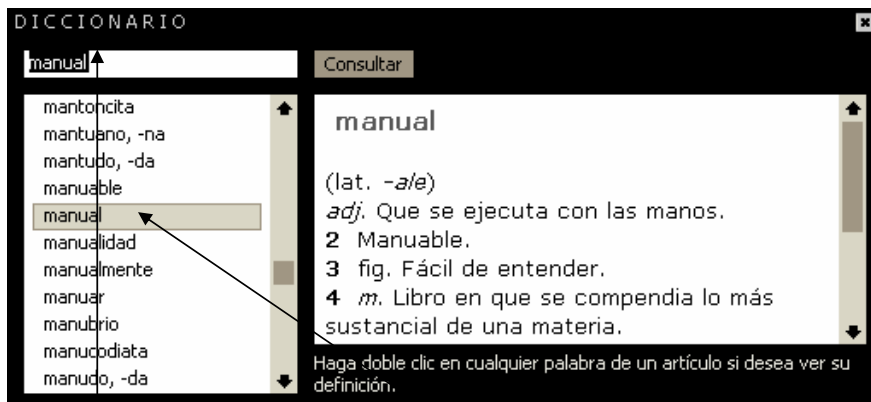 DICCIONARIO
manual
Consultar
mantoncita
mantuano, -na
mantudo, -da
manuable
manual
manualidad
manualmente
manuar
manubrio
manucodiata
manudo, -da
manual
(lat. -ale)
adj. Que se ejecuta con las manos.
2 Manuable.
3 fig. Fácil de entender.
4 m. Libro en que se compendia lo más
sustancial de una materia.
Haga doble clic en cualquier palabra de un artículo si desea ver su
definición.